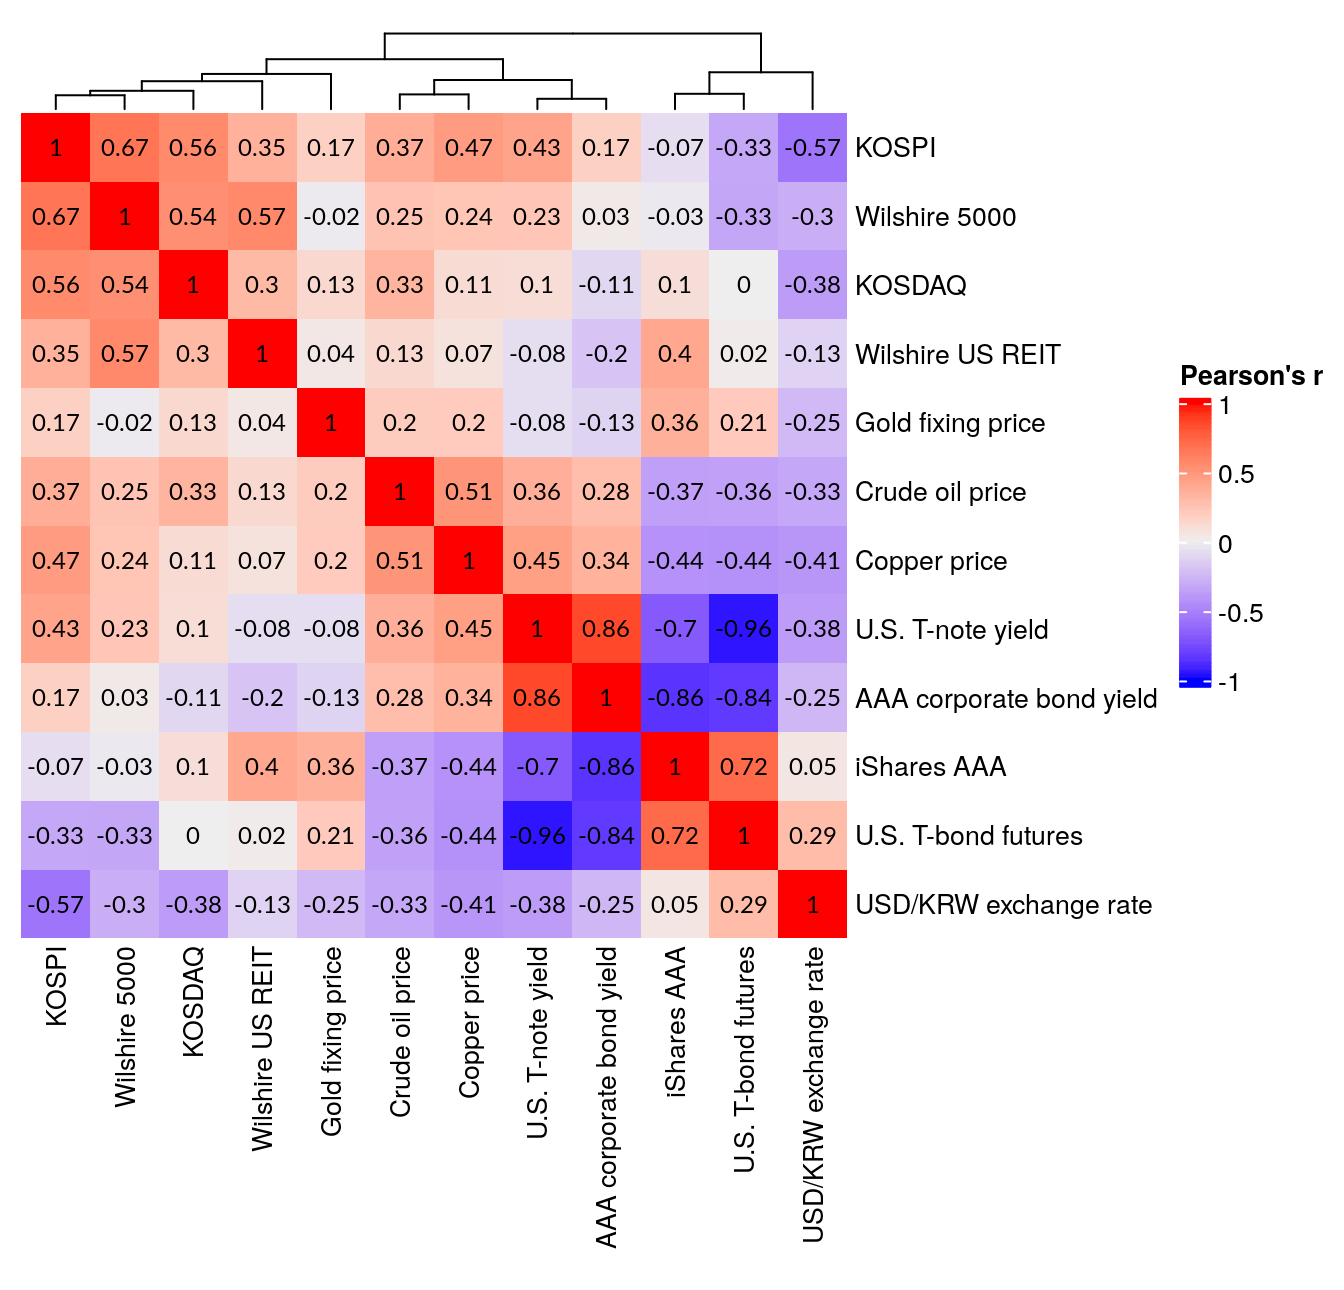 1 0.67 0.56 0.35 0.17 0.37 0.47 0.43 0.17 -0.07 -0.33 -0.57 KOSPI
0.67 1 0.54 0.57 -0.02 0.25 0.24 0.23 0.03 -0.03 -0.33 -0.3 Wilshire 5000
0.56 0.54 1 0.3 0.13 0.33 0.11 0.1 -0.11 0.1 0 -0.38 KOSDAQ
0.35 0.57 0.3 1 0.04 0.13 0.07 -0.08 -0.2 0.4 0.02 -0.13 Wilshire US REIT
0.17 -0.02 0.13 0.04 1 0.2 0.2 -0.08 -0.13 0.36 0.21 -0.25 Gold fixing price
0.37 0.25 0.33 0.13 0.2 1 0.51 0.36 0.28 -0.37 -0.36 -0.33 Crude oil price
0.47 0.24 0.11 0.07 0.2 0.51 1 0.45 0.34 -0.44 -0.44 -0.41 Copper price
0.43 0.23 0.1 -0.08 -0.08 0.36 0.45 1 0.86 -0.7 -0.96 -0.38 U.S. T-note yield
0.17 0.03 -0.11 -0.2 -0.13 0.28 0.34 0.86 1 -0.86 -0.84 -0.25 AAA corporate bond yield
-0.07 -0.03 0.1 0.4 0.36 -0.37 -0.44 -0.7 -0.86 1 0.72 0.05 iShares AAA
-0.33 -0.33 0 0.02 0.21 -0.36 -0.44 -0.96 -0.84 0.72 1 0.29 U.S. T-bond futures
-0.57 -0.3 -0.38 -0.13 -0.25 -0.33 -0.41 -0.38 -0.25 0.05 0.29 1 USD/KRW exchange rate
KOSPI
Wilshire 5000
KOSDAQ
Wilshire US REIT
Gold fixing price
Crude oil price
Copper price
U.S. T-note yield
AAA corporate bond yield
iShares AAA
U.S. T-bond futures
USD/KRW exchange rate
Pearson's r
1
0.5
0
-0.5
-1